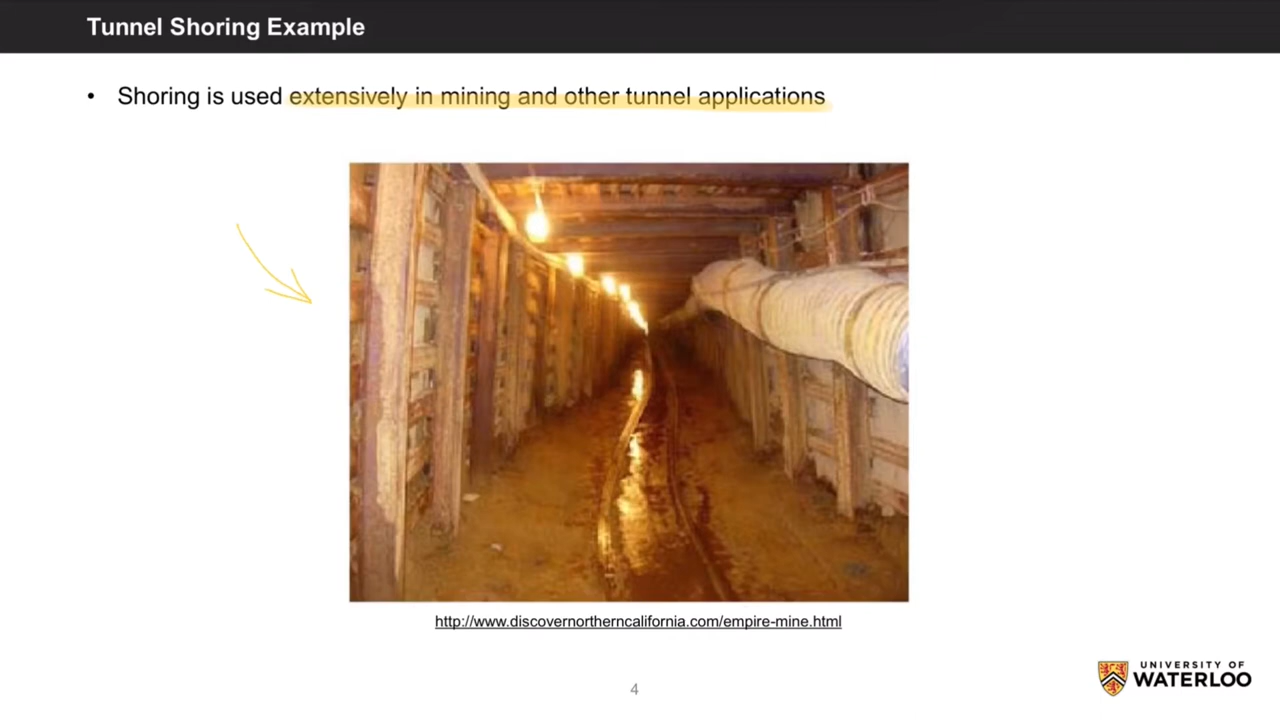 Tunnel Shoring Example
• Shoring is used extensively in mining and other tunnel applications
http://www.discovernortherncalifornia.com/empire-mine.html
4
UNIVERSITY OF
WATERLOO